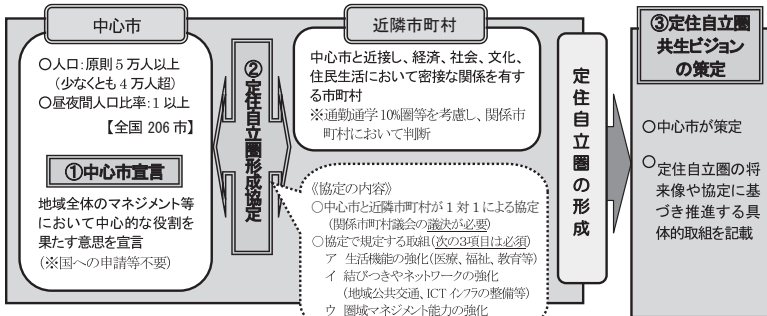 中心市
○人口：原則５万人以上
（少なくとも４万人超）
○昼夜間人口比率：１以上
【全国 206 市】
①中心市宣言
地域全体のマネジメント等
において中心的な役割を
果たす意思を宣言
（※国への申請等不要）
②定住自立圏形成協定
近隣市町村
中心市と近接し、経済、社会、文化、
住民生活において密接な関係を有す
る市町村
※通勤通学 10%圏等を考慮し、関係市
町村において判断
《協定の内容》
○中心市と近隣市町村が１対１による協定
（関係市町村議会の議決が必要）
○協定で規定する取組（次の3項目は必須）
ア 生活機能の強化（医療、福祉、教育等）
イ 結びつきやネットワークの強化
（地域公共交通、ICT インフラの整備等）
ウ 圏域マネジメント能力の強化
定住自立圏の形成
③定住自立圏
共生ビジョン
の策定
○中心市が策定
○定住自立圏の将
来像や協定に基
づき推進する具
体的取組を記載